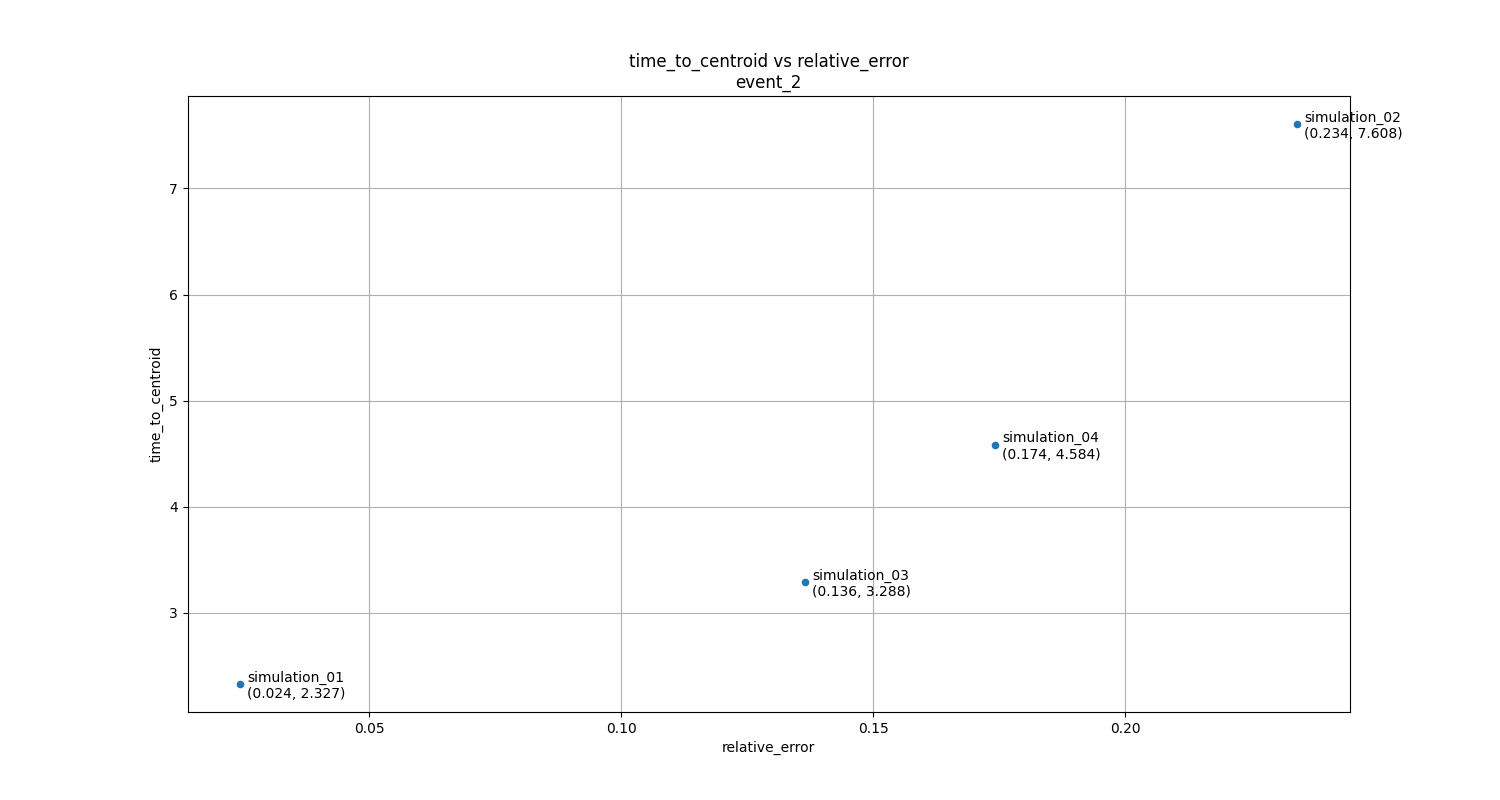 time_to_centroid vs relative_error
event_2
simulation_02
(0.234, 7.608)
7
6
5
4
3
time_to_centroid
simulation_04
(0.174, 4.584)
simulation_03
(0.136, 3.288)
simulation_01
(0.024, 2.327)
0.05
0.10
0.15
0.20
relative_error